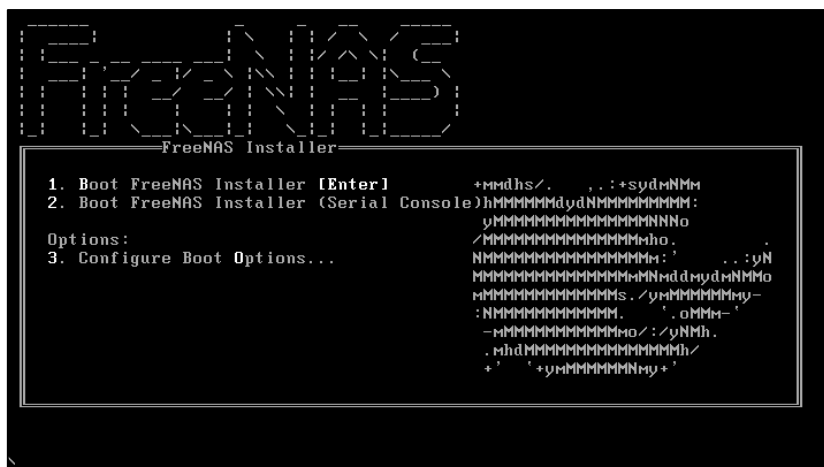 FreeNAS
FreeNAS Installer
1. Boot FreeNAS Installer [Enter]
2. Boot FreeNAS Installer (Serial Console)
Options:
3. Configure Boot Options...